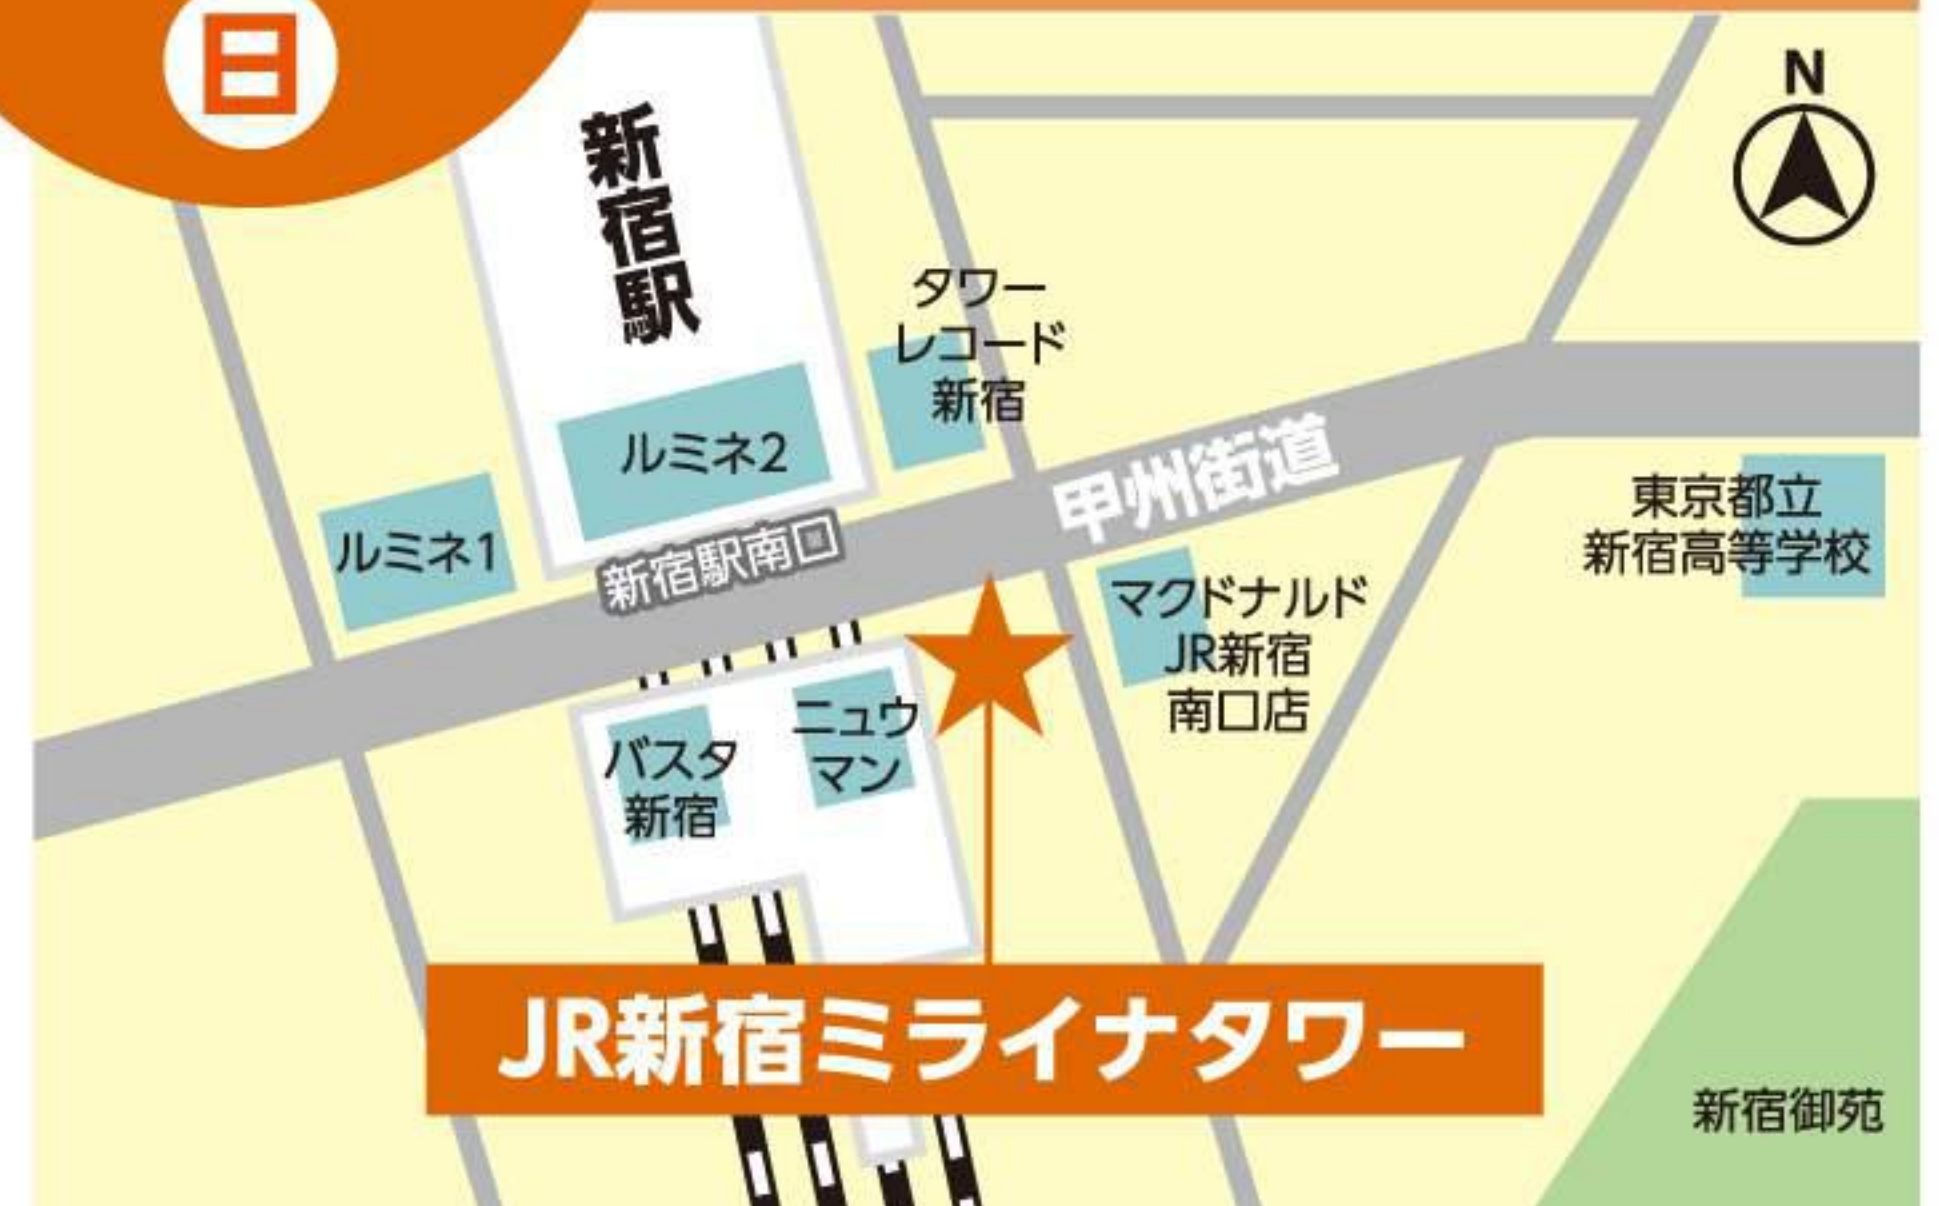 日
N
新宿駅
タワー
レコード
新宿
ルミネ2
ルミネ1
新宿駅南口
甲州街道
東京都立
新宿高等学校
マクドナルド
JR新宿
南口店
ニュウ
マン
バスタ
新宿
JR新宿ミライナタワー
新宿御苑